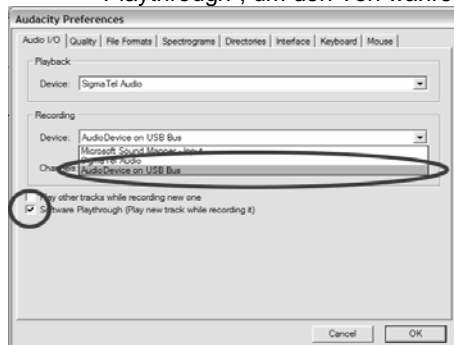 Playthrough", um den Ton währe
Audacity Preferences
Audio I/O Quality File Formats Spectrograms Directories Interface Keyboard Mouse
Playback
Device: SigmaTel Audio
Recording
Device: AudioDevice on USB Bus
Microsoft Sound Mapper - Input
SigmaTel Audio
AudioDevice on USB Bus
Play other tracks while recording new one
Software Playthrough (Play new track while recording it)
Cancel OK